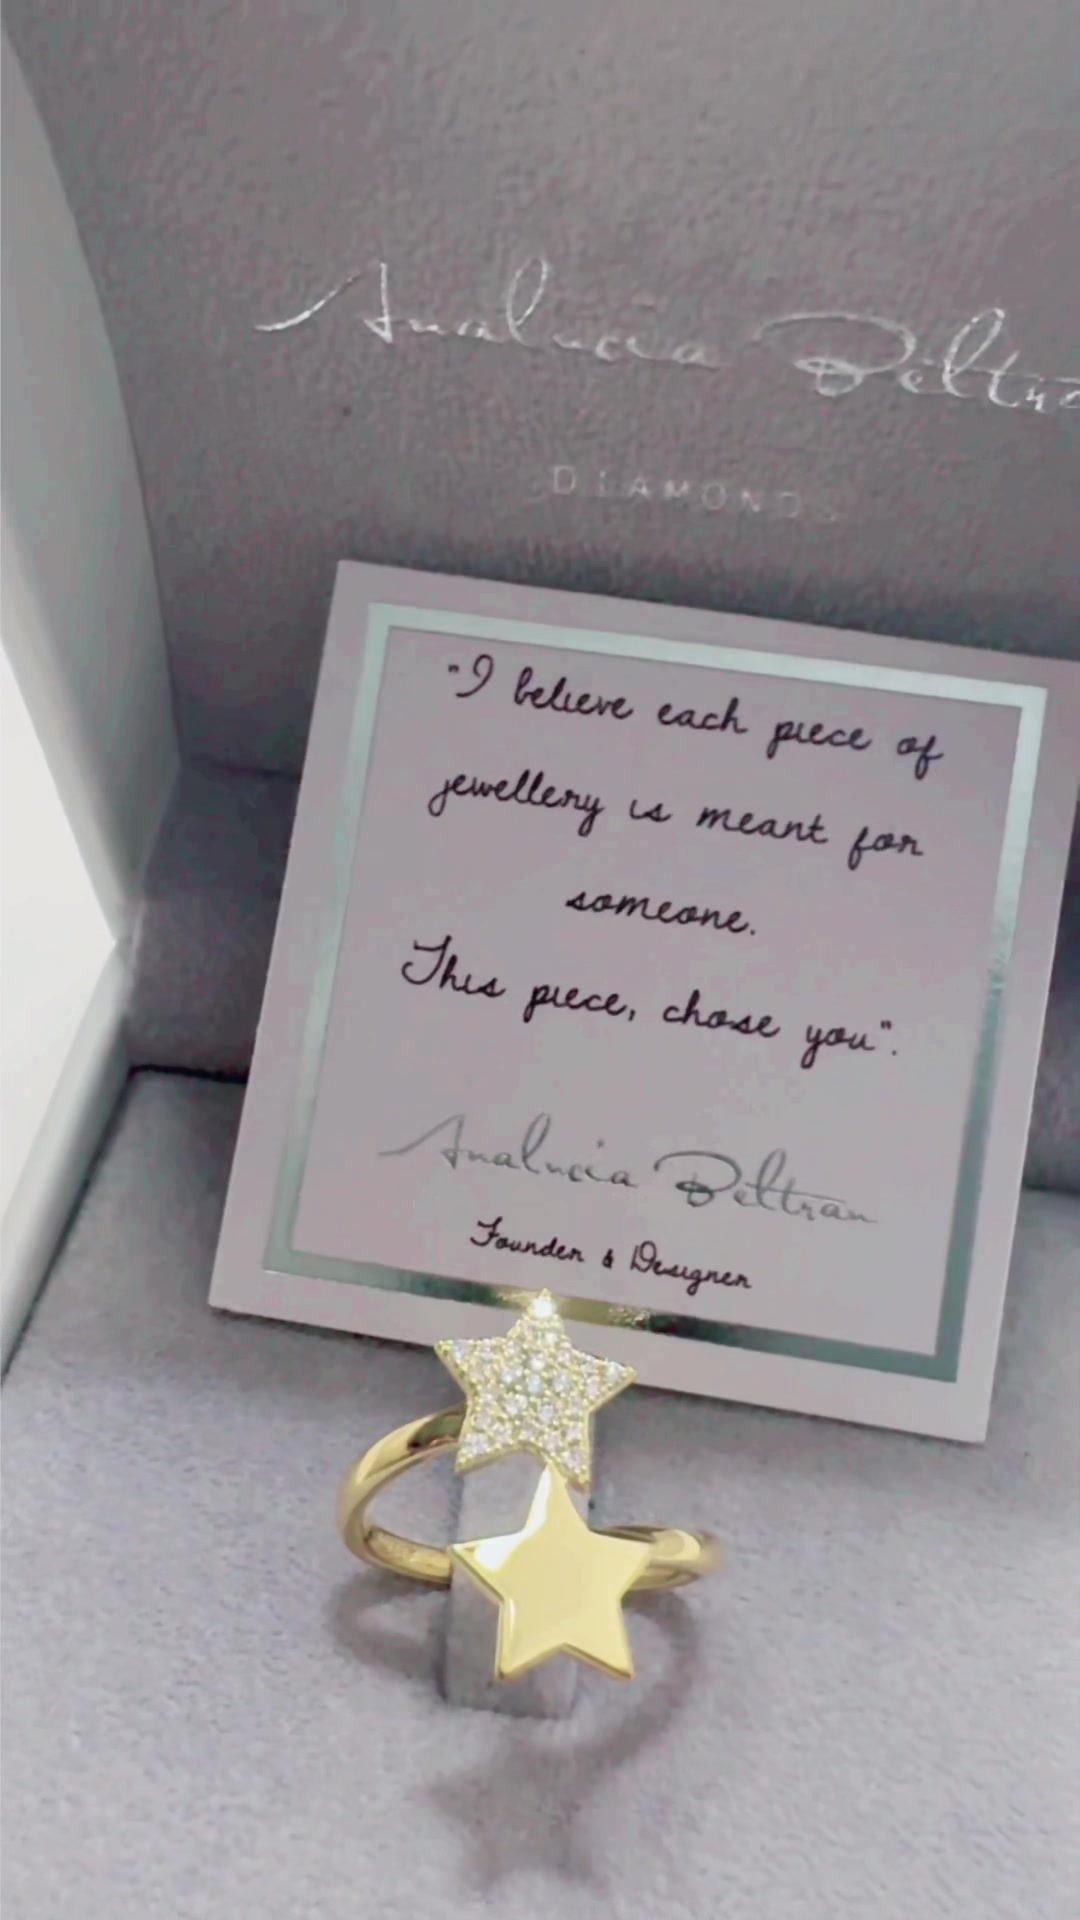 Analucia Beltra
DIAMONDS
"I believe each piece of
jewellery is meant for
someone.
This piece, chose you".
Analucia Beltran
Founder & Designer